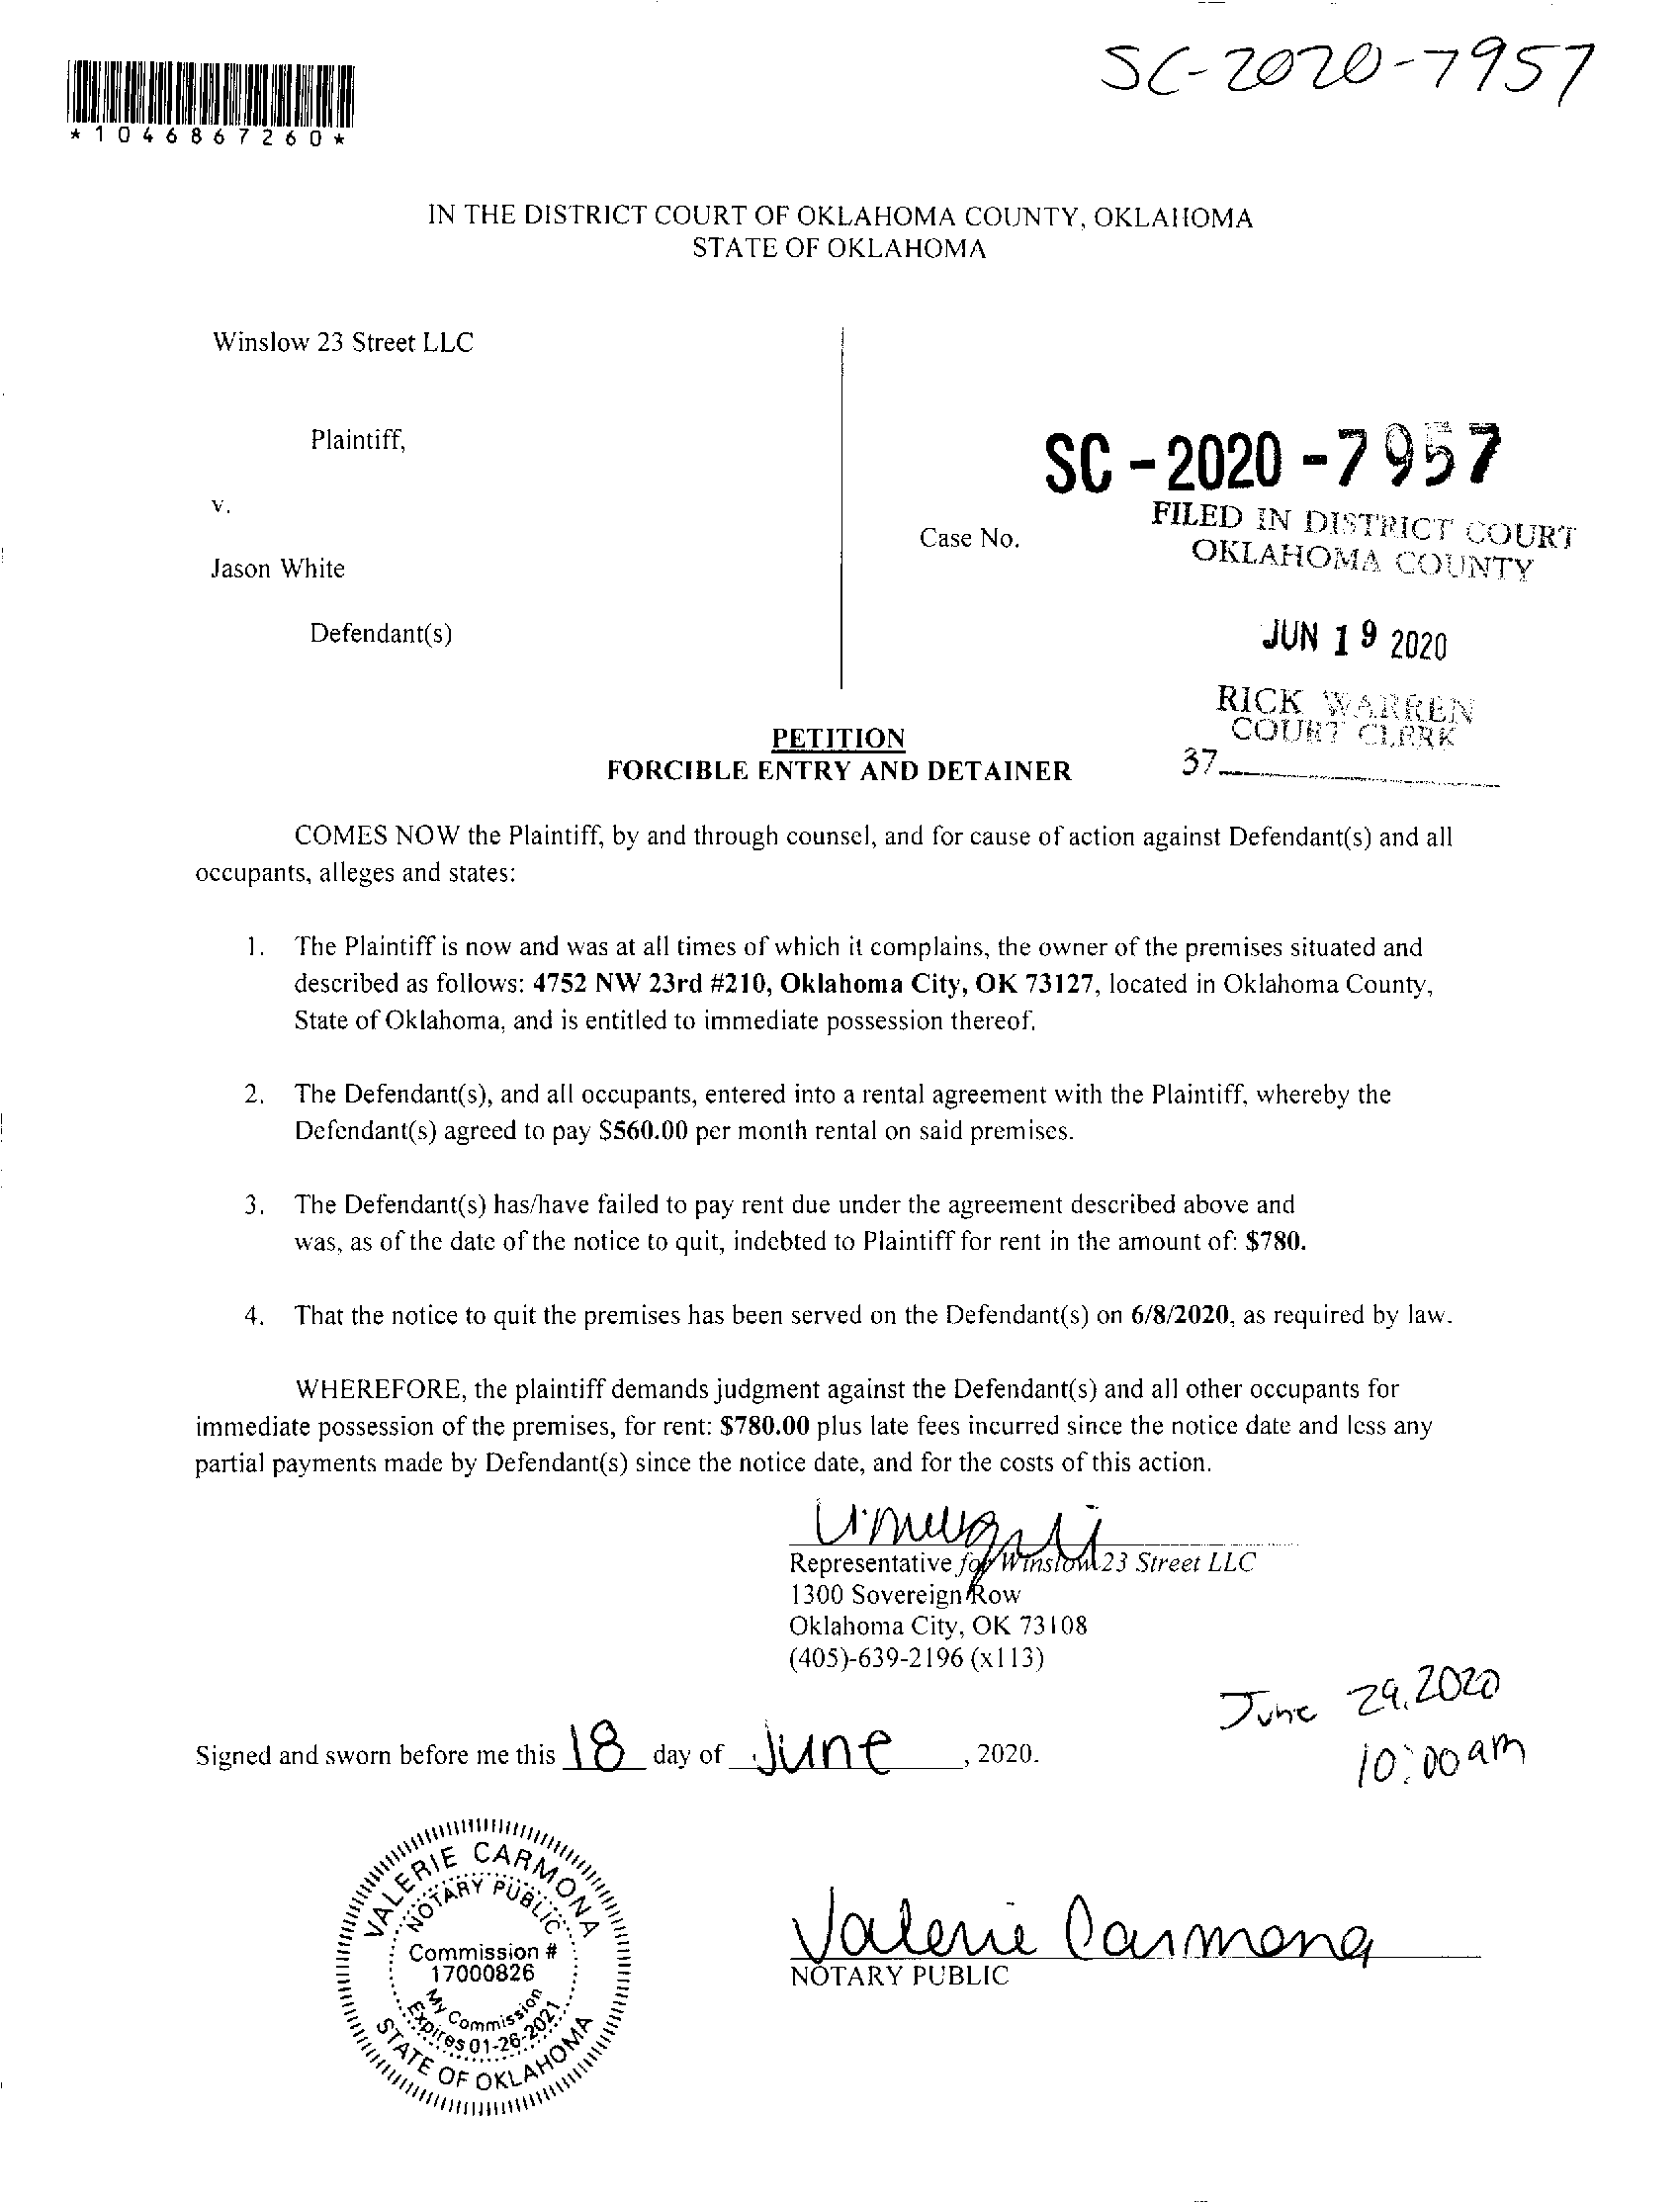 SC-2020-7957
*1046867260*
IN THE DISTRICT COURT OF OKLAHOMA COUNTY, OKLAHOMA
STATE OF OKLAHOMA
Winslow 23 Street LLC
Plaintiff,
v.
Jason White
Defendant(s)
SC-2020-7957
Case No.
FILED IN DISTRICT COURT
OKLAHOMA COUNTY
JUN 19 2020
RICK WARREN
COURT CLERK
37
PETITION
FORCIBLE ENTRY AND DETAINER
COMES NOW the Plaintiff, by and through counsel, and for cause of action against Defendant(s) and all
occupants, alleges and states:
1. The Plaintiff is now and was at all times of which it complains, the owner of the premises situated and
described as follows: 4752 NW 23rd #210, Oklahoma City, OK 73127, located in Oklahoma County,
State of Oklahoma, and is entitled to immediate possession thereof.
2. The Defendant(s), and all occupants, entered into a rental agreement with the Plaintiff, whereby the
Defendant(s) agreed to pay $560.00 per month rental on said premises.
3. The Defendant(s) has/have failed to pay rent due under the agreement described above and
was, as of the date of the notice to quit, indebted to Plaintiff for rent in the amount of: $780.
4. That the notice to quit the premises has been served on the Defendant(s) on 6/8/2020, as required by law.
WHEREFORE, the plaintiff demands judgment against the Defendant(s) and all other occupants for
immediate possession of the premises, for rent: $780.00 plus late fees incurred since the notice date and less any
partial payments made by Defendant(s) since the notice date, and for the costs of this action.
Representative for Winslow 23 Street LLC
1300 Sovereign Row
Oklahoma City, OK 73108
(405)-639-2196 (x113)
June 29, 2020
10:00am
Signed and sworn before me this 18 day of June, 2020.
VALERIE CARMONA
NOTARY PUBLIC
Commission #
17000826
My Commission
Expires 01-26-2021
STATE OF OKLAHOMA
Valerie Carmona
NOTARY PUBLIC